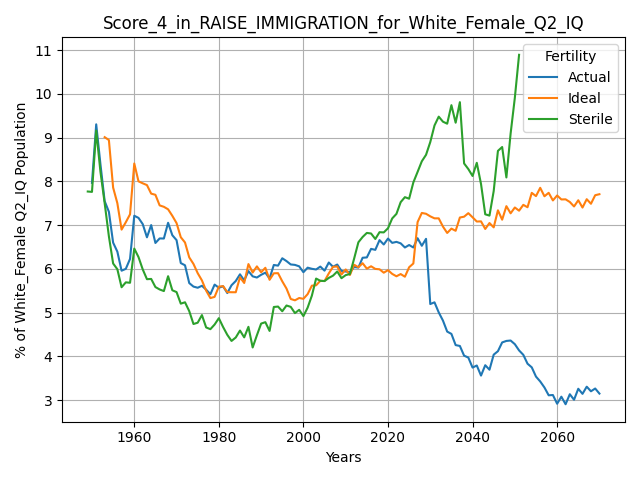 Score_4_in_RAISE_IMMIGRATION_for_White_Female_Q2_IQ
% of White_Female Q2_IQ Population
11
10
9
8
7
6
5
4
3
Fertility
Actual
Ideal
Sterile
1960
1980
2000
2020
2040
2060
Years